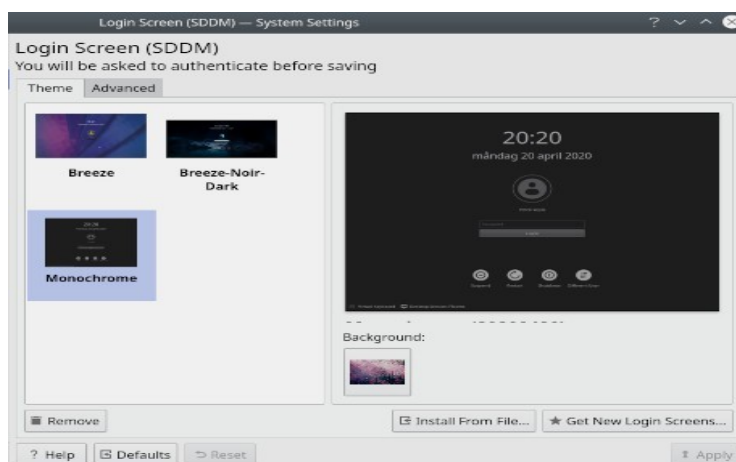 Login Screen (SDDM) — System Settings
Login Screen (SDDM)
You will be asked to authenticate before saving
Theme Advanced
Breeze
Breeze-Noir-
Dark
Monochrome
20:20
måndag 20 april 2020
Background:
Remove
Install From File...
Get New Login Screens...
? Help
Defaults
Reset
Apply